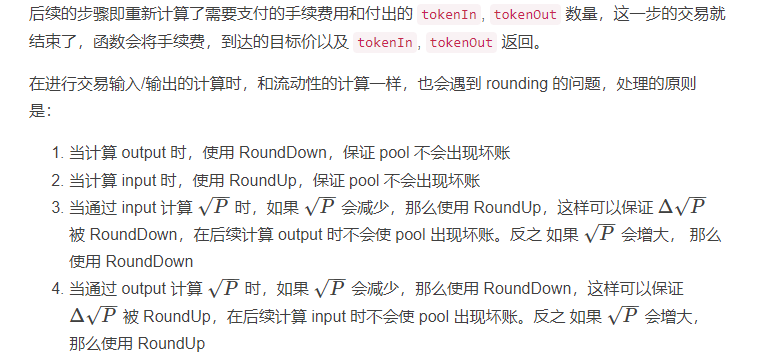 后续的步骤即重新计算了需要支付的手续费用和付出的 tokenIn, tokenOut 数量，这一步的交易就
结束了，函数会将手续费，到达的目标价以及 tokenIn, tokenOut 返回。
在进行交易输入/输出的计算时，和流动性的计算一样，也会遇到 rounding 的问题，处理的原则
是：
1. 当计算 output 时，使用 RoundDown，保证 pool 不会出现坏账
2. 当计算 input 时，使用 RoundUp，保证 pool 不会出现坏账
3. 当通过 input 计算 √P 时，如果 √P 会减少，那么使用 RoundUp，这样可以保证 Δ√P
被 RoundDown，在后续计算 output 时不会使 pool 出现坏账。反之 如果 √P 会增大， 那么
使用 RoundDown
4. 当通过 output 计算 √P 时，如果 √P 会减少，那么使用 RoundDown，这样可以保证
Δ√P 被 RoundUp，在后续计算 input 时不会使 pool 出现坏账。反之 如果 √P 会增大，
那么使用 RoundUp